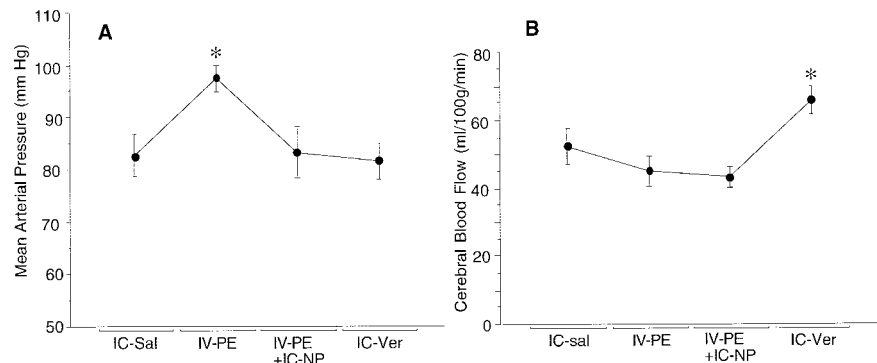 A
Mean Arterial Pressure (mm Hg)
110
100
90
80
70
60
50
*
IC-Sal IV-PE IV-PE IC-Ver
+IC-NP
B
Cerebral Blood Flow (ml/100g/min)
80
60
40
20
0
*
IC-sal IV-PE IV-PE IC-Ver
+IC-NP